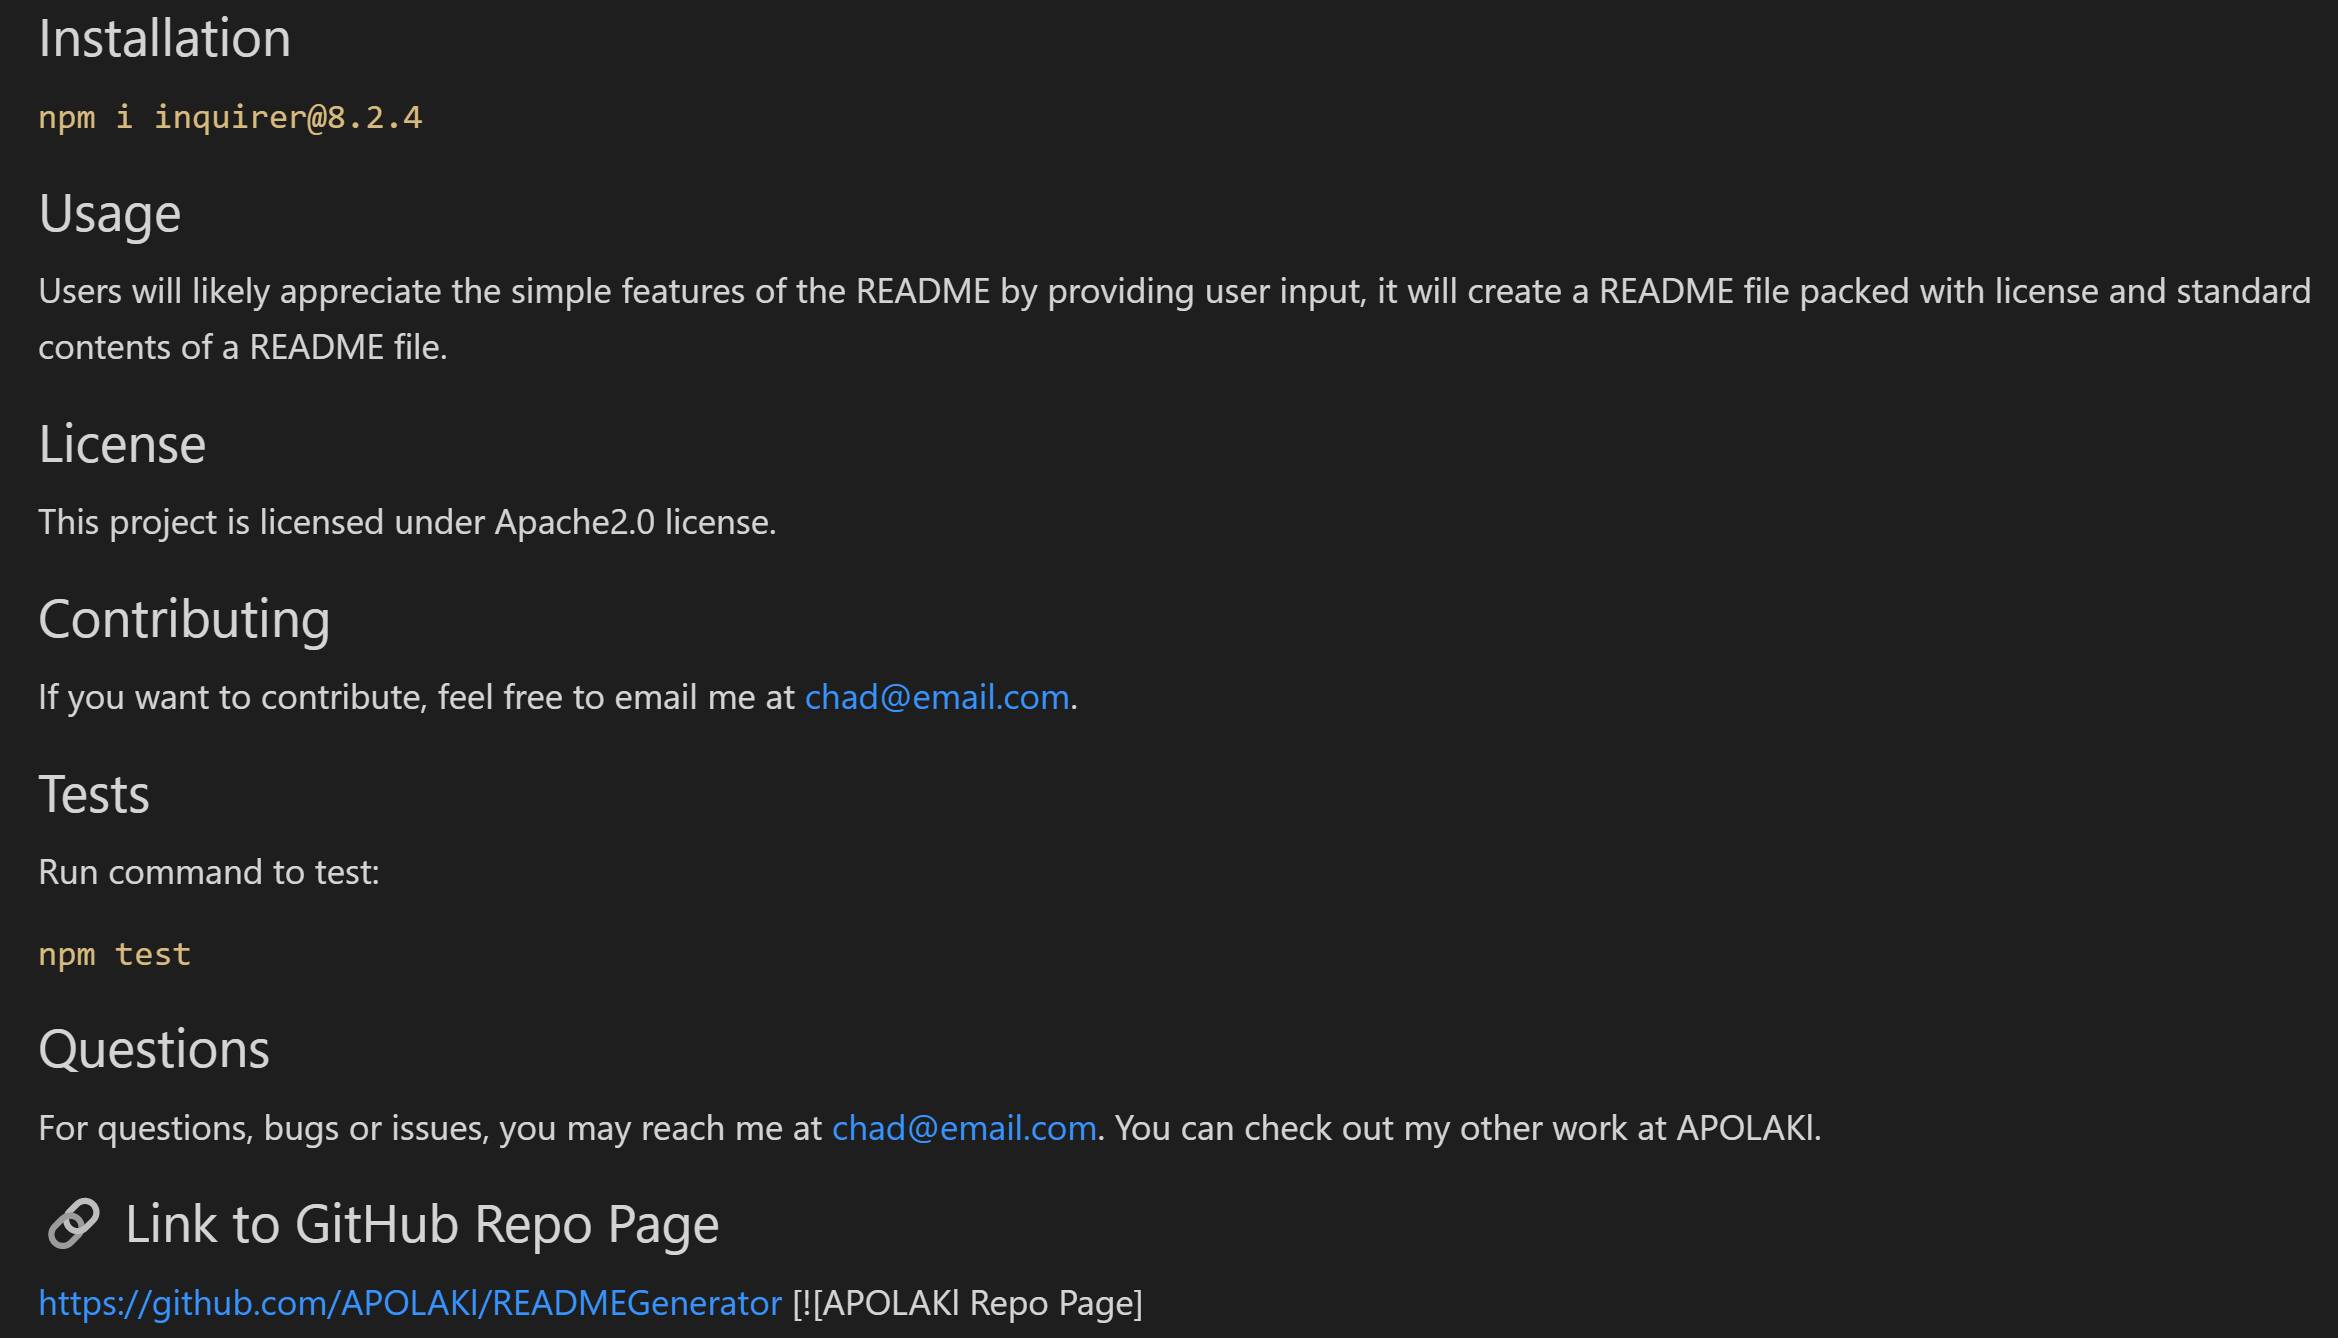 Installation
npm i inquirer@8.2.4
Usage
Users will likely appreciate the simple features of the README by providing user input, it will create a README file packed with license and standard
contents of a README file.
License
This project is licensed under Apache2.0 license.
Contributing
If you want to contribute, feel free to email me at chad@email.com.
Tests
Run command to test:
npm test
Questions
For questions, bugs or issues, you may reach me at chad@email.com. You can check out my other work at APOLAKl.
🔗 Link to GitHub Repo Page
https://github.com/APOLAKl/READMEGenerator [![APOLAKl Repo Page]